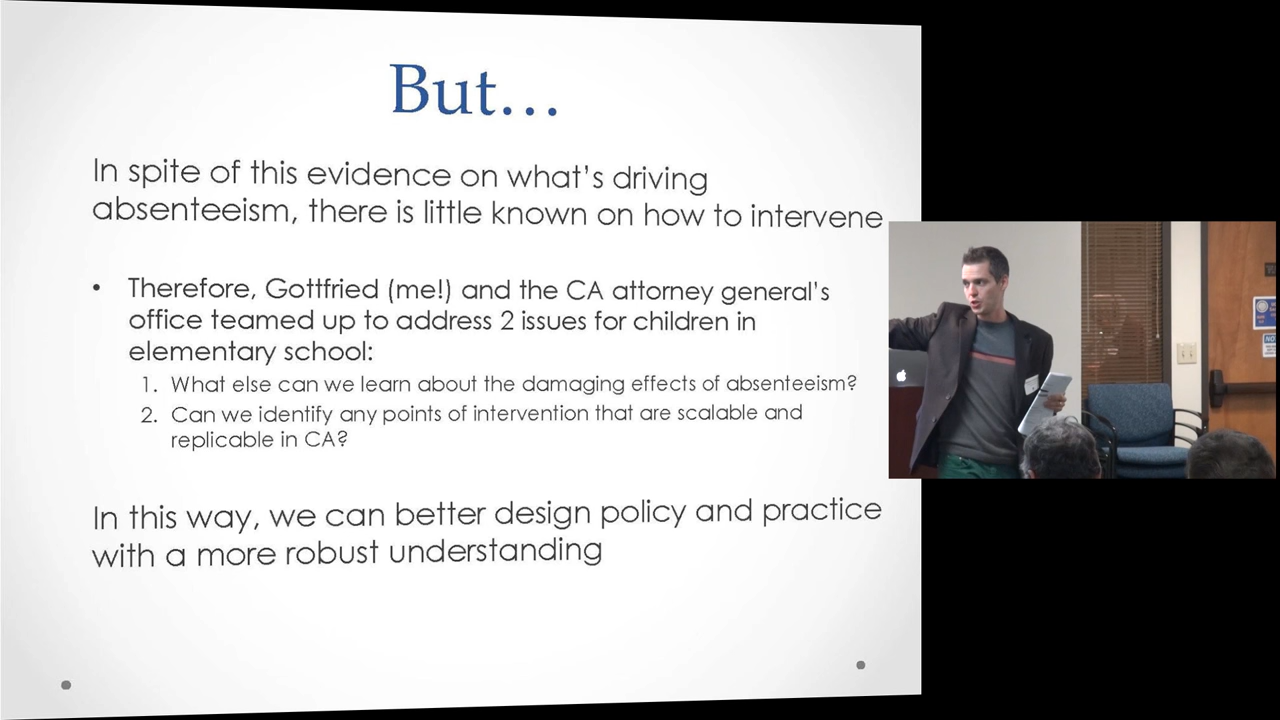 But…
In spite of this evidence on what's driving
absenteeism, there is little known on how to intervene
• Therefore, Gottfried (me!) and the CA attorney general's
office teamed up to address 2 issues for children in
elementary school:
1. What else can we learn about the damaging effects of absenteeism?
2. Can we identify any points of intervention that are scalable and
replicable in CA?
In this way, we can better design policy and practice
with a more robust understanding